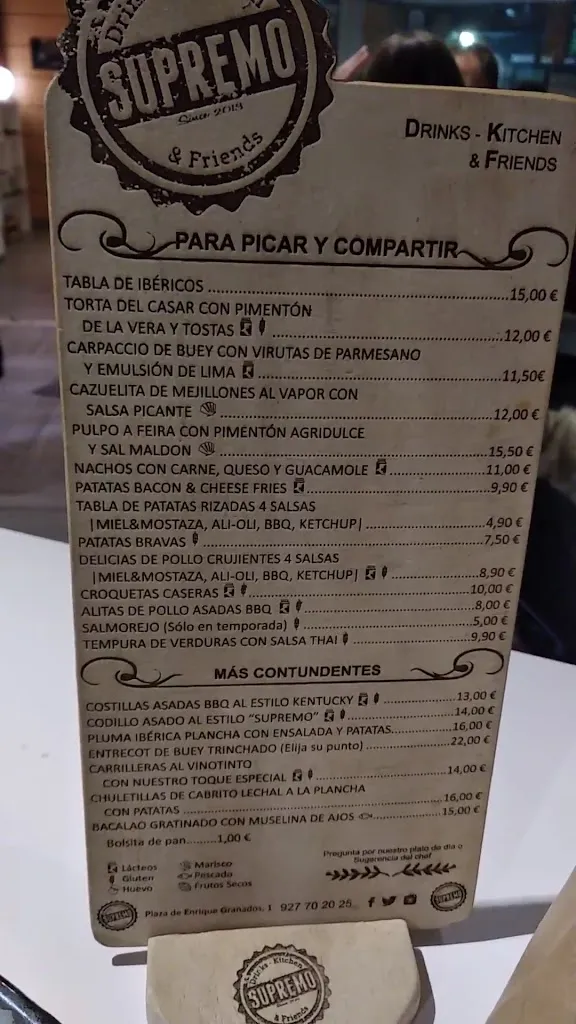 Drin
SUPREMO
Since 2013
& Friends
DRINKS - KITCHEN
& FRIENDS
PARA PICAR Y COMPARTIR
TABLA DE IBÉRICOS ........ 15,00 €
TORTA DEL CASAR CON PIMENTÓN
DE LA VERA Y TOSTAS ........ 12,00 €
CARPACCIO DE BUEY CON VIRUTAS DE PARMESANO
Y EMULSIÓN DE LIMA ........ 11,50€
CAZUELITA DE MEJILLONES AL VAPOR CON
SALSA PICANTE ........ 12,00 €
PULPO A FEIRA CON PIMENTÓN AGRIDULCE
Y SAL MALDON ........ 15,50 €
NACHOS CON CARNE, QUESO Y GUACAMOLE ........ 11,00 €
PATATAS BACON & CHEESE FRIES ........ 9,90 €
TABLA DE PATATAS RIZADAS 4 SALSAS
|MIEL&MOSTAZA, ALI-OLI, BBQ, KETCHUP| ........ 4,90 €
PATATAS BRAVAS ........ 7,50 €
DELICIAS DE POLLO CRUJIENTES 4 SALSAS
|MIEL&MOSTAZA, ALI-OLI, BBQ, KETCHUP| ........ 8,90 €
CROQUETAS CASERAS ........ 10,00 €
ALITAS DE POLLO ASADAS BBQ ........ 8,00 €
SALMOREJO (Sólo en temporada) ........ 5,00 €
TEMPURA DE VERDURAS CON SALSA THAI ........ 9,90 €
MÁS CONTUNDENTES
COSTILLAS ASADAS BBQ AL ESTILO KENTUCKY ........ 13,00 €
CODILLO ASADO AL ESTILO "SUPREMO" ........ 14,00 €
PLUMA IBÉRICA PLANCHA CON ENSALADA Y PATATAS ........ 16,00 €
ENTRECOT DE BUEY TRINCHADO (Elija su punto) ........ 22,00 €
CARRILLERAS AL VINOTINTO
CON NUESTRO TOQUE ESPECIAL ........ 14,00 €
CHULETILLAS DE CABRITO LECHAL A LA PLANCHA
CON PATATAS ........ 16,00 €
BACALAO GRATINADO CON MUSELINA DE AJOS ........ 15,00 €
Bolsita de pan.........1,00 €
Pregunta por nuestro plato de día o
Sugerencia del chef
Lácteos Marisco
Gluten Pescado
Huevo Frutos Secos
SUPREMO Plaza de Enrique Granados, 1 927 70 20 25 SUPREMO
Drinks - Kitchen
SUPREMO
& Friends